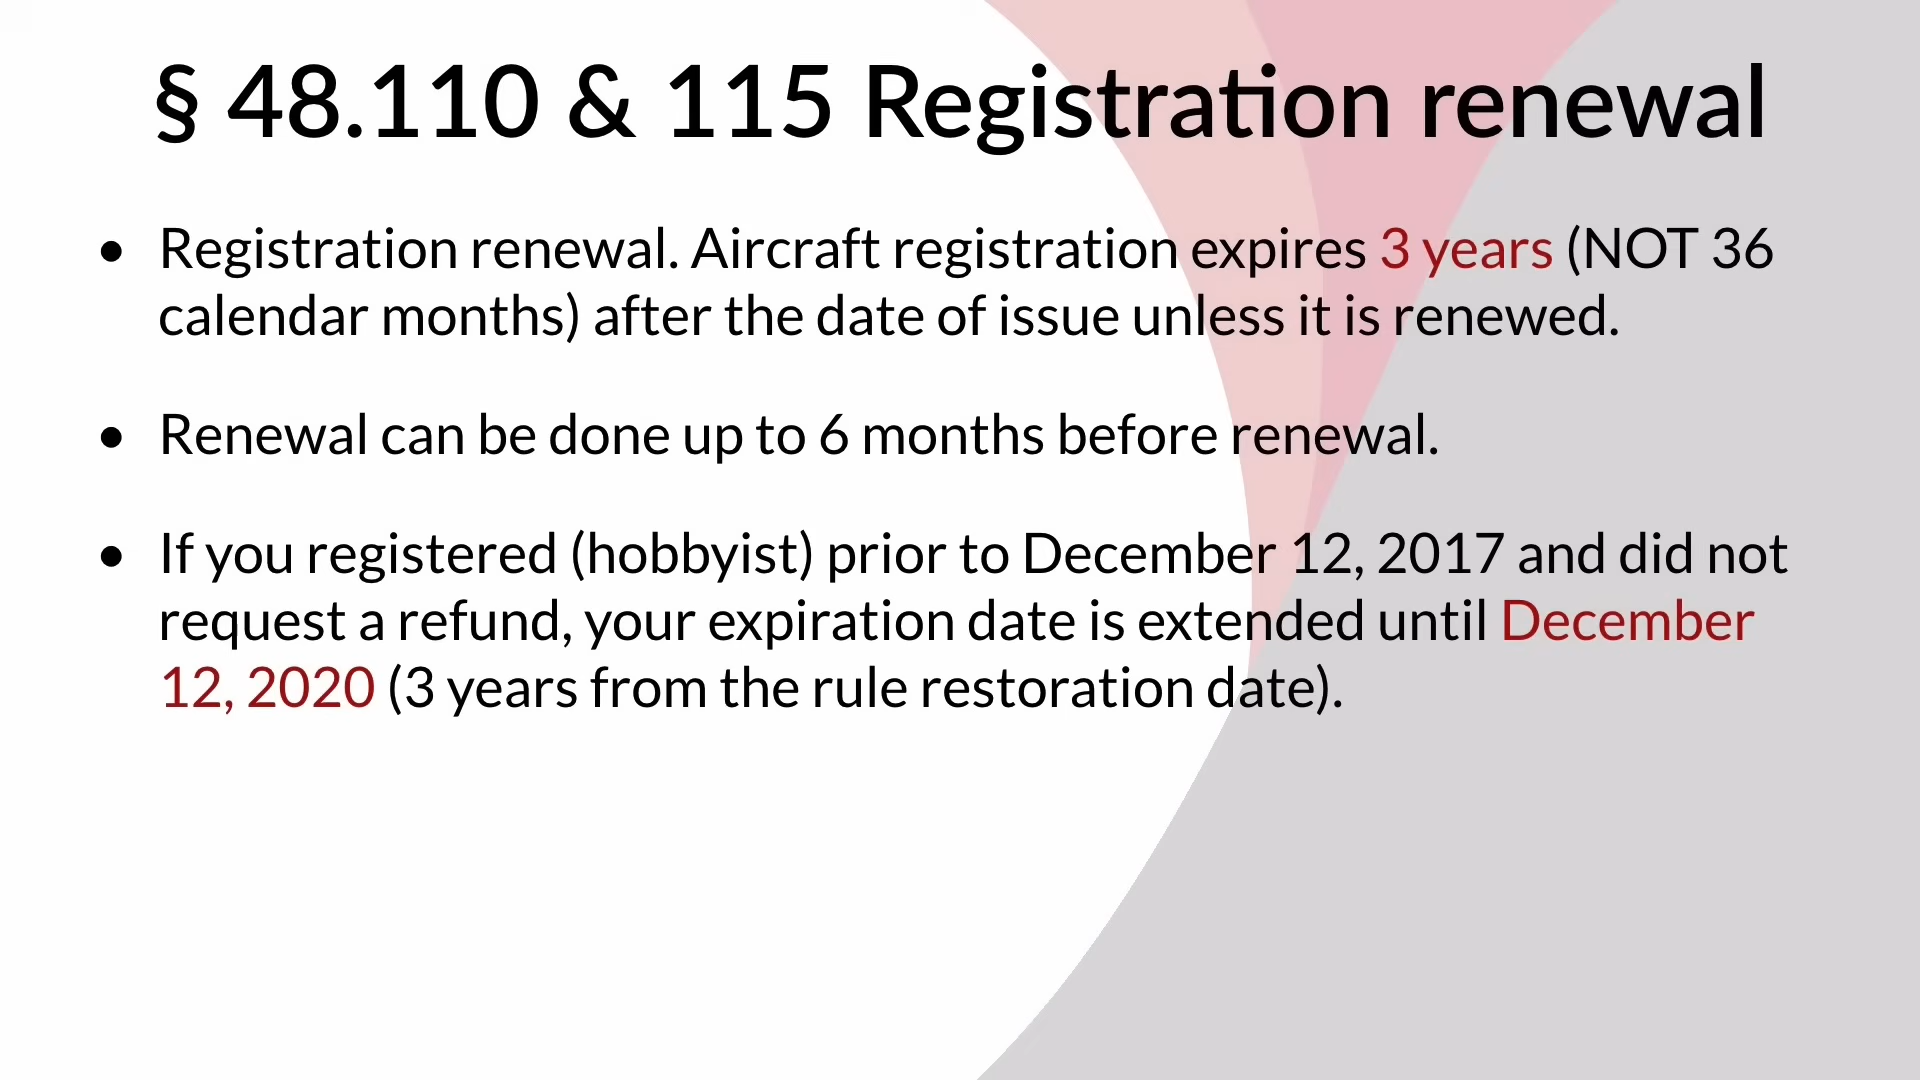 § 48.110 & 115 Registration renewal
• Registration renewal. Aircraft registration expires 3 years (NOT 36
calendar months) after the date of issue unless it is renewed.
• Renewal can be done up to 6 months before renewal.
• If you registered (hobbyist) prior to December 12, 2017 and did not
request a refund, your expiration date is extended until December
12, 2020 (3 years from the rule restoration date).